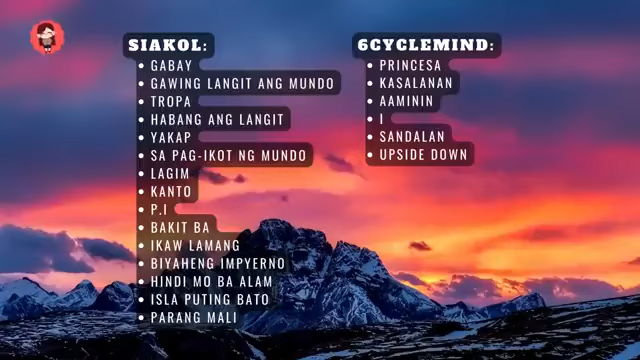 SIAKOL:
• GABAY
• GAWING LANGIT ANG MUNDO
• TROPA
• HABANG ANG LANGIT
• YAKAP
• SA PAG-IKOT NG MUNDO
• LAGIM
• KANTO
• P.I
• BAKIT BA
• IKAW LAMANG
• BIYAHENG IMPYERNO
• HINDI MO BA ALAM
• ISLA PUTING BATO
• PARANG MALI
6CYCLEMIND:
• PRINCESA
• KASALANAN
• AAMININ
• I
• SANDALAN
• UPSIDE DOWN